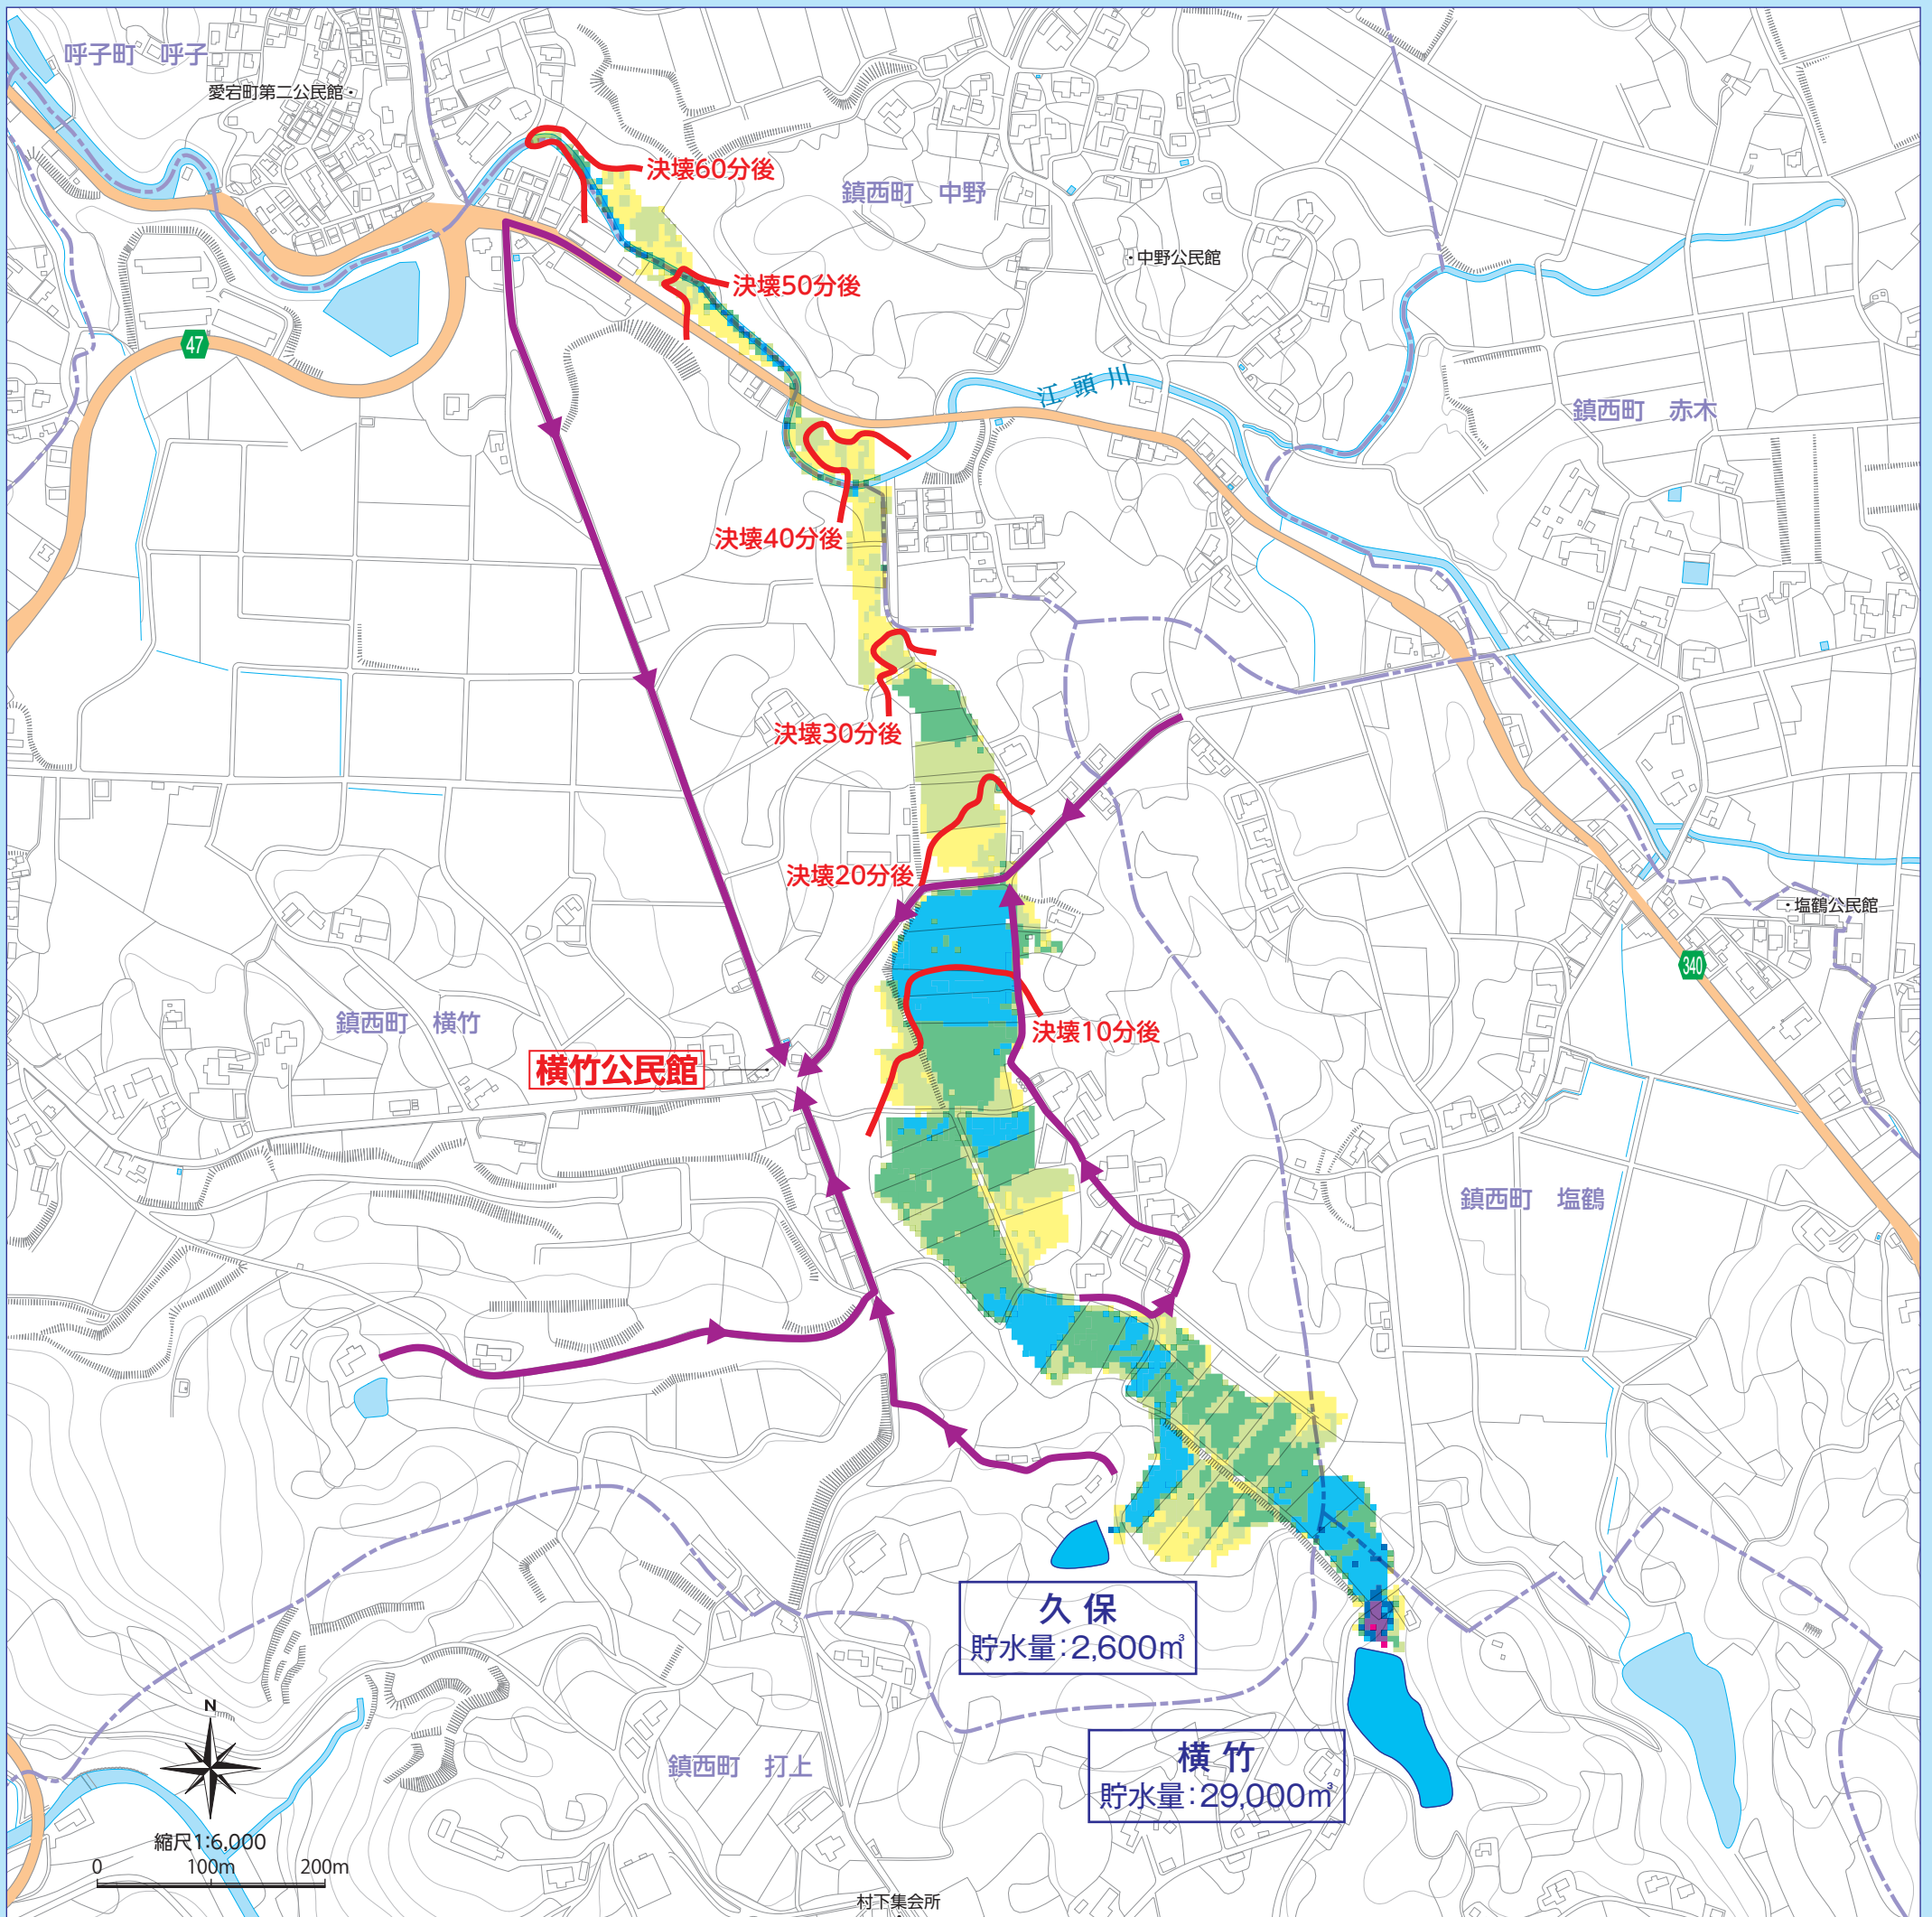 呼子町　呼子
愛宕町第二公民館
決壊60分後
鎮西町　中野
中野公民館
決壊50分後
47
江頭川
鎮西町　赤木
決壊40分後
決壊30分後
決壊20分後
塩鶴公民館
340
鎮西町　横竹
決壊10分後
横竹公民館
鎮西町　塩鶴
久保
貯水量:2,600㎥
N
横竹
貯水量:29,000㎥
鎮西町　打上
縮尺1:6,000
0 100m 200m
村下集会所